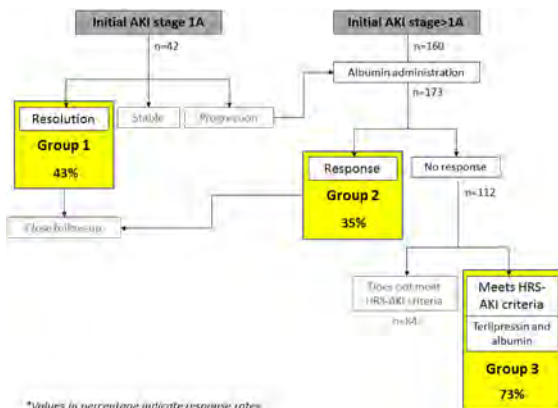 Initial AKI stage 1A
Initial AKI stage>1A
n=42
n=160
Albumin administration
n=173
Resolution
Stable
Progression
Group 1
43%
Response
No response
Group 2
35%
n=112
Close follow-up
Does not meet
HRS-AKI criteria
n=84
Meets HRS-
AKI criteria
Terlipressin and
albumin
Group 3
73%
*Values in percentage indicate response rates